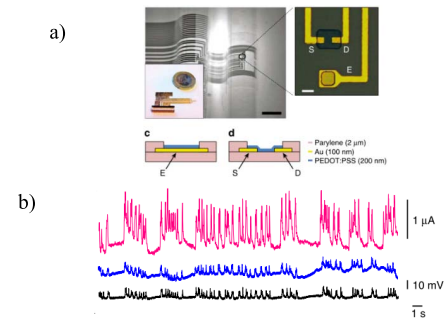 a)
S
D
E
c
d
Parylene (2 μm)
Au (100 nm)
PEDOT:PSS (200 nm)
E
S
D
b)
1 μA
10 mV
1 s